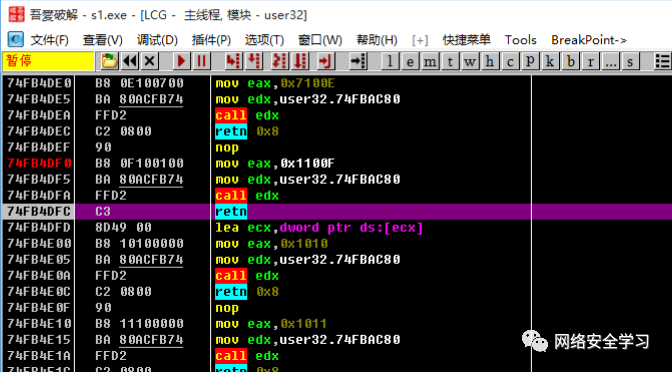 吾愛破解 - s1.exe - [LCG - 主线程, 模块 - user32]
C 文件(F) 查看(V) 调试(D) 插件(P) 选项(T) 窗口(W) 帮助(H) [+] 快捷菜单 Tools BreakPoint->
暂停 l e m t w h c p k b r ... s
74FB4DE0 B8 0E100700 mov eax,0x7100E
74FB4DE5 BA 80ACFB74 mov edx,user32.74FBAC80
74FB4DEA FFD2 call edx
74FB4DEC C2 0800 retn 0x8
74FB4DEF 90 nop
74FB4DF0 B8 0F100100 mov eax,0x1100F
74FB4DF5 BA 80ACFB74 mov edx,user32.74FBAC80
74FB4DFA FFD2 call edx
74FB4DFC C3 retn
74FB4DFD 8D49 00 lea ecx,dword ptr ds:[ecx]
74FB4E00 B8 10100000 mov eax,0x1010
74FB4E05 BA 80ACFB74 mov edx,user32.74FBAC80
74FB4E0A FFD2 call edx
74FB4E0C C2 0800 retn 0x8
74FB4E0F 90 nop
74FB4E10 B8 11100000 mov eax,0x1011
74FB4E15 BA 80ACFB74 mov edx,user32.74FBAC80
74FB4E1A FFD2 call edx
74FB4E1C C2 0800 retn 0x8
网络安全学习